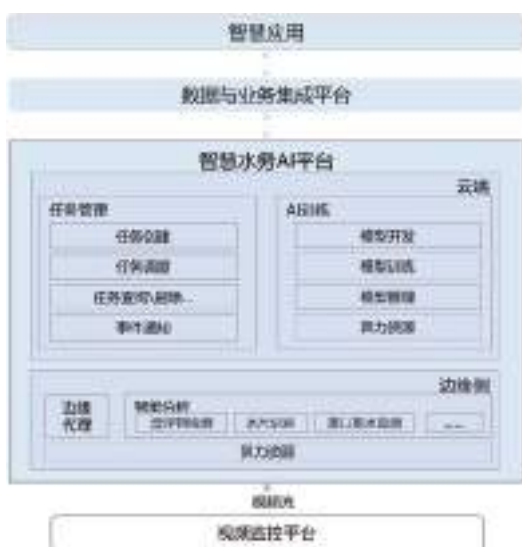 智慧应用
数据与业务集成平台
智慧水务AI平台
云端
任务管理
任务创建
任务调度
任务查询\删除...
事件通知
AI训练
模型开发
模型训练
模型管理
算力资源
边缘侧
边缘
代理
智能分析
......
算力资源
视频流
视频监控平台